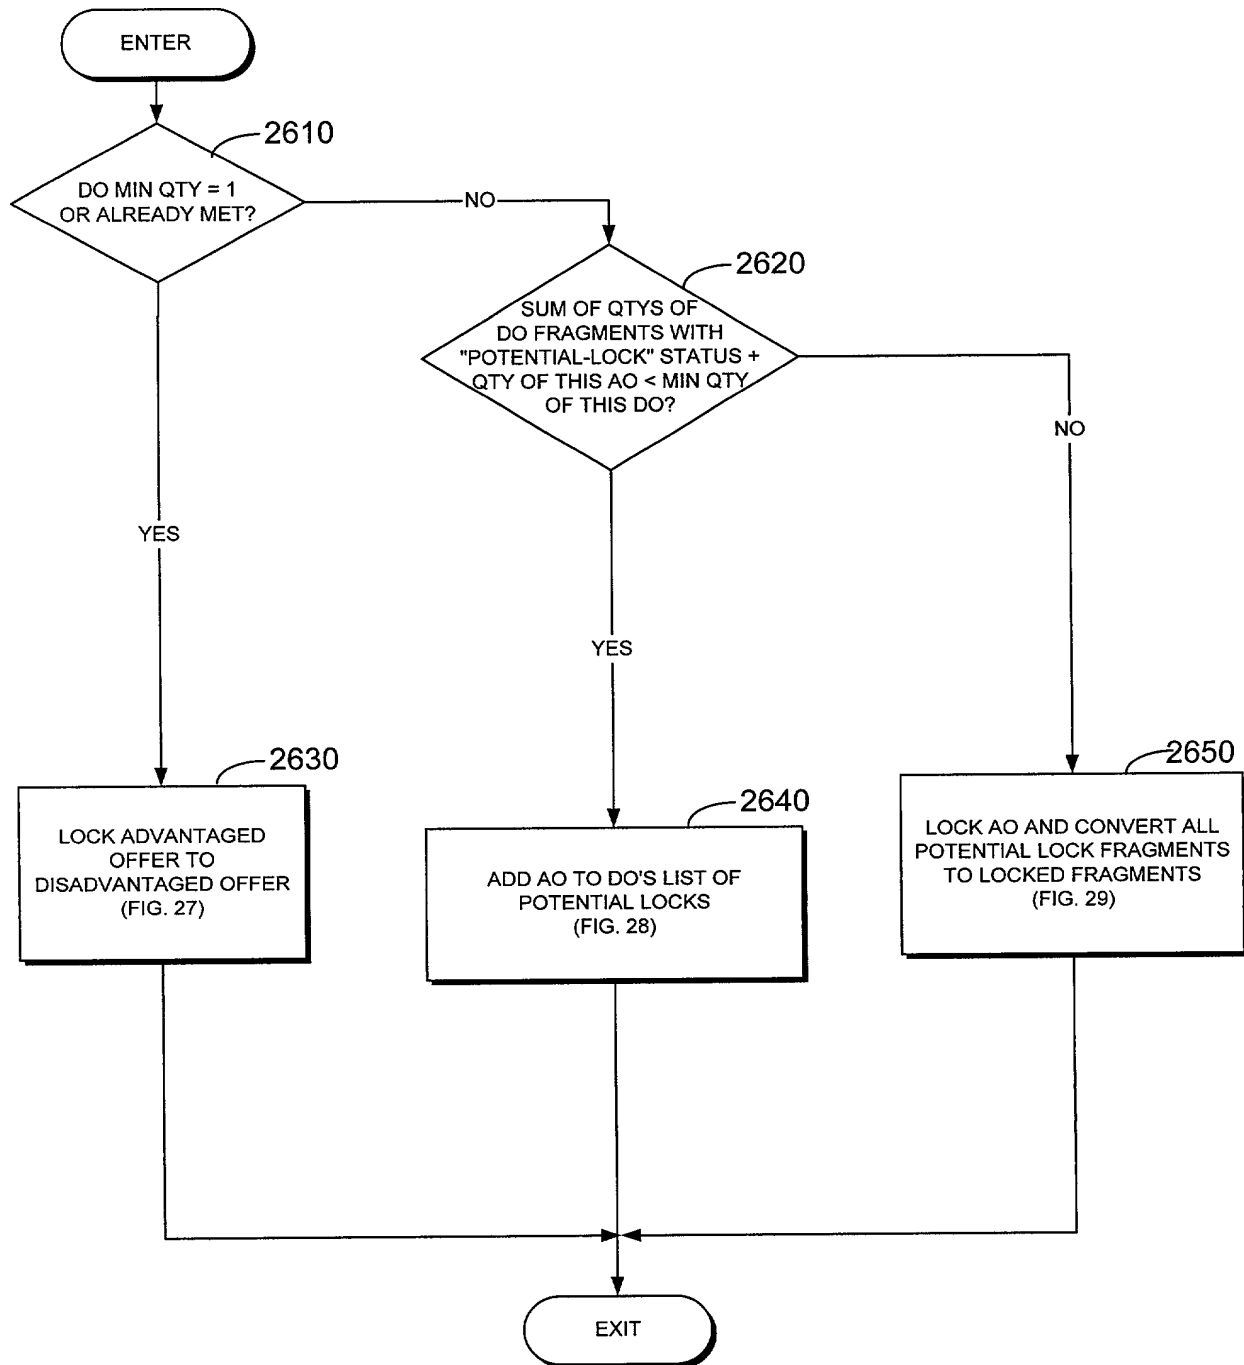 ENTER
2610
DO MIN QTY = 1
OR ALREADY MET?
NO
2620
SUM OF QTYS OF
DO FRAGMENTS WITH
"POTENTIAL-LOCK" STATUS +
QTY OF THIS AO < MIN QTY
OF THIS DO?
NO
YES
YES
2630
LOCK ADVANTAGED
OFFER TO
DISADVANTAGED OFFER
(FIG. 27)
2640
ADD AO TO DO'S LIST OF
POTENTIAL LOCKS
(FIG. 28)
2650
LOCK AO AND CONVERT ALL
POTENTIAL LOCK FRAGMENTS
TO LOCKED FRAGMENTS
(FIG. 29)
EXIT